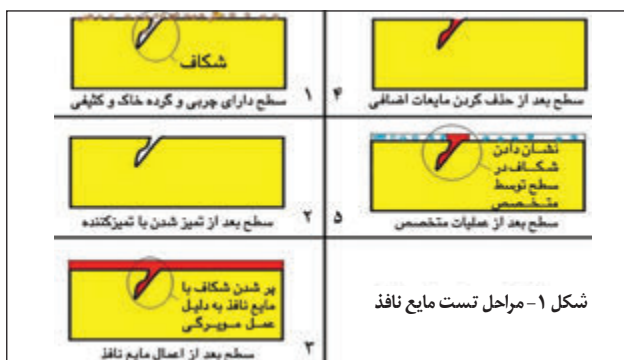 شکاف
سطح دارای چربی و گرده خاک و کثیفی
۱
سطح بعد از تمیز شدن با تمیزکننده
۲
پر شدن شکاف با
مایع نافذ به دلیل
عمل مویرگی
سطح بعد از اعمال مایع نافذ
۳
۴
سطح بعد از حذف کردن مایعات اضافی
نشان دادن
شکاف در
سطح توسط
متخصص
۵
سطح بعد از عملیات متخصص
شکل ۱- مراحل تست مایع نافذ